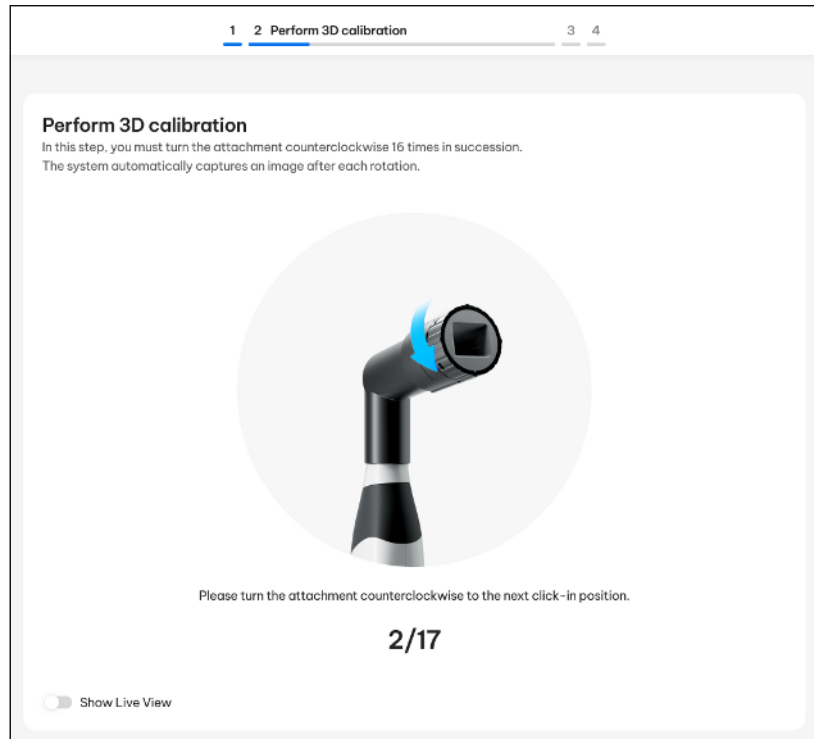 1 2 Perform 3D calibration 3 4
Perform 3D calibration
In this step, you must turn the attachment counterclockwise 16 times in succession.
The system automatically captures an image after each rotation.
Please turn the attachment counterclockwise to the next click-in position.
2/17
Show Live View